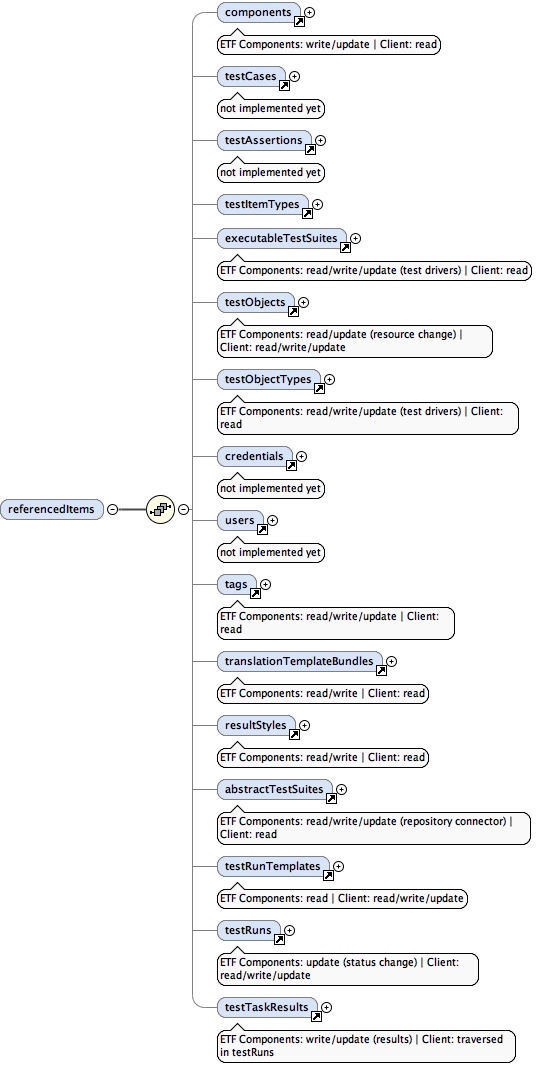 components
ETF Components: write/update | Client: read
testCases
not implemented yet
testAssertions
not implemented yet
testItemTypes
executableTestSuites
ETF Components: read/write/update (test drivers) | Client: read
testObjects
ETF Components: read/update (resource change) |
Client: read/write/update
testObjectTypes
ETF Components: read/write/update (test drivers) | Client:
read
credentials
not implemented yet
referencedItems
users
not implemented yet
tags
ETF Components: read/write/update | Client:
read
translationTemplateBundles
ETF Components: read/write | Client: read
resultStyles
ETF Components: read/write | Client: read
abstractTestSuites
ETF Components: read/write/update (repository connector) |
Client: read
testRunTemplates
ETF Components: read | Client: read/write/update
testRuns
ETF Components: update (status change) | Client:
read/write/update
testTaskResults
ETF Components: write/update (results) | Client: traversed
in testRuns